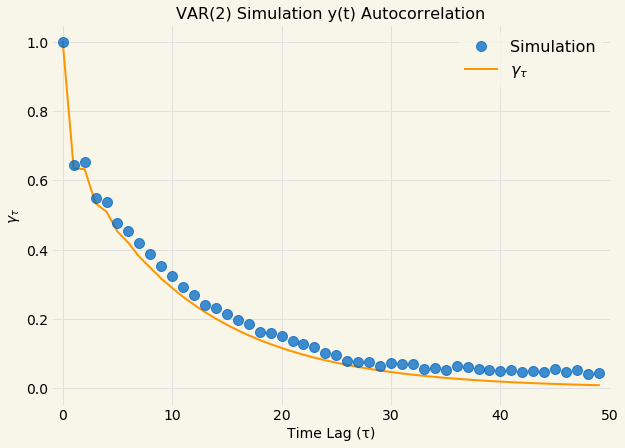 VAR(2) Simulation y(t) Autocorrelation
Simulation
γτ
γτ
1.0
0.8
0.6
0.4
0.2
0.0
0 10 20 30 40 50
Time Lag (τ)